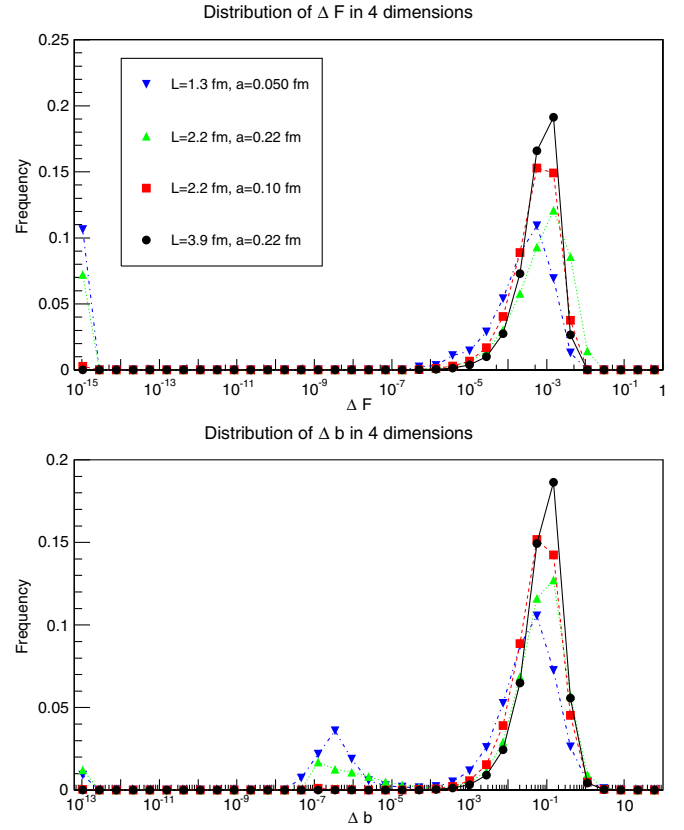 Distribution of Δ F in 4 dimensions
0.25
0.2
0.15
0.1
0.05
0
Frequency
L=1.3 fm, a=0.050 fm
L=2.2 fm, a=0.22 fm
L=2.2 fm, a=0.10 fm
L=3.9 fm, a=0.22 fm
10^-15 10^-13 10^-11 10^-9 10^-7 10^-5 10^-3 10^-1 1
Δ F
Distribution of Δ b in 4 dimensions
0.2
0.15
0.1
0.05
0
Frequency
10^-13 10^-11 10^-9 10^-7 10^-5 10^-3 10^-1 10
Δ b